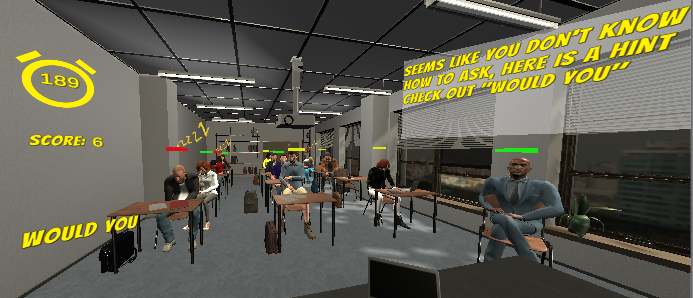 189
SCORE: 6
ZZZZ
WOULD YOU
SEEMS LIKE YOU DON'T KNOW
HOW TO ASK, HERE IS A HINT
CHECK OUT "WOULD YOU"